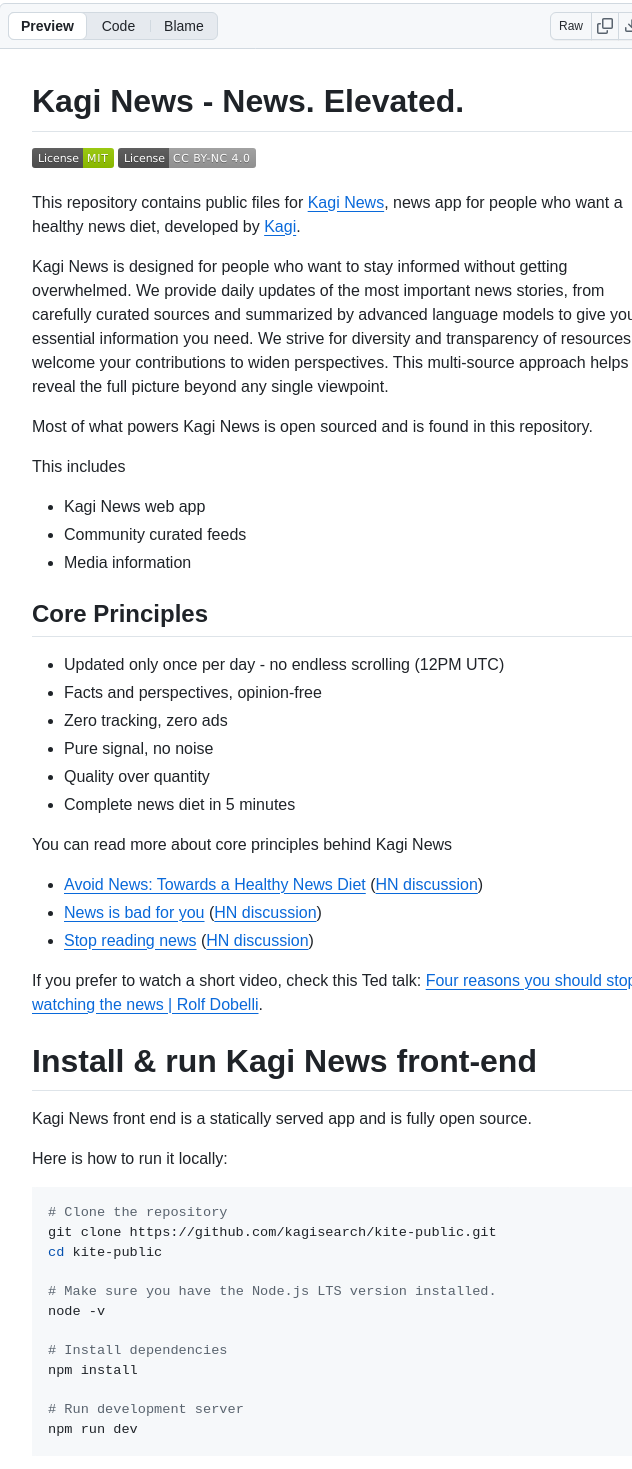 Preview Code Blame Raw
Kagi News - News. Elevated.
License MIT License CC BY-NC 4.0
This repository contains public files for Kagi News, news app for people who want a
healthy news diet, developed by Kagi.
Kagi News is designed for people who want to stay informed without getting
overwhelmed. We provide daily updates of the most important news stories, from
carefully curated sources and summarized by advanced language models to give you
essential information you need. We strive for diversity and transparency of resources
welcome your contributions to widen perspectives. This multi-source approach helps
reveal the full picture beyond any single viewpoint.
Most of what powers Kagi News is open sourced and is found in this repository.
This includes
• Kagi News web app
• Community curated feeds
• Media information
Core Principles
• Updated only once per day - no endless scrolling (12PM UTC)
• Facts and perspectives, opinion-free
• Zero tracking, zero ads
• Pure signal, no noise
• Quality over quantity
• Complete news diet in 5 minutes
You can read more about core principles behind Kagi News
• Avoid News: Towards a Healthy News Diet (HN discussion)
• News is bad for you (HN discussion)
• Stop reading news (HN discussion)
If you prefer to watch a short video, check this Ted talk: Four reasons you should stop
watching the news | Rolf Dobelli.
Install & run Kagi News front-end
Kagi News front end is a statically served app and is fully open source.
Here is how to run it locally:
# Clone the repository
git clone https://github.com/kagisearch/kite-public.git
cd kite-public
# Make sure you have the Node.js LTS version installed.
node -v
# Install dependencies
npm install
# Run development server
npm run dev